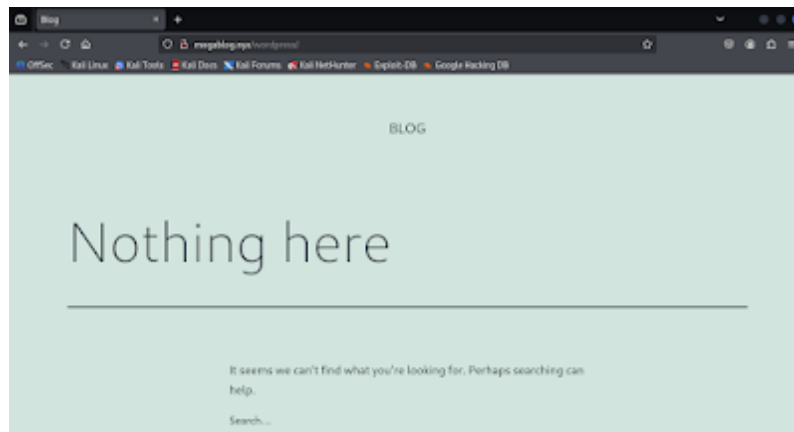 Blog
megablog.nyx/wordpress/
OffSec Kali Linux Kali Tools Kali Docs Kali Forums Kali NetHunter Exploit-DB Google Hacking DB
BLOG
Nothing here
It seems we can't find what you're looking for. Perhaps searching can
help.
Search...